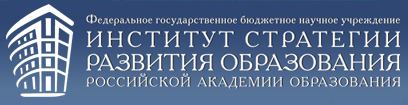 Федеральное государственное бюджетное научное учреждение
ИНСТИТУТ СТРАТЕГИИ
РАЗВИТИЯ ОБРАЗОВАНИЯ
РОССИЙСКОЙ АКАДЕМИИ ОБРАЗОВАНИЯ